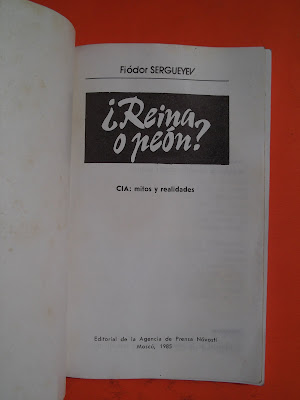 Fiódor SERGUEYEV
¿Reina
o peón?
CIA: mitos y realidades
Editorial de la Agencia de Prensa Nóvosti
Moscú, 1985